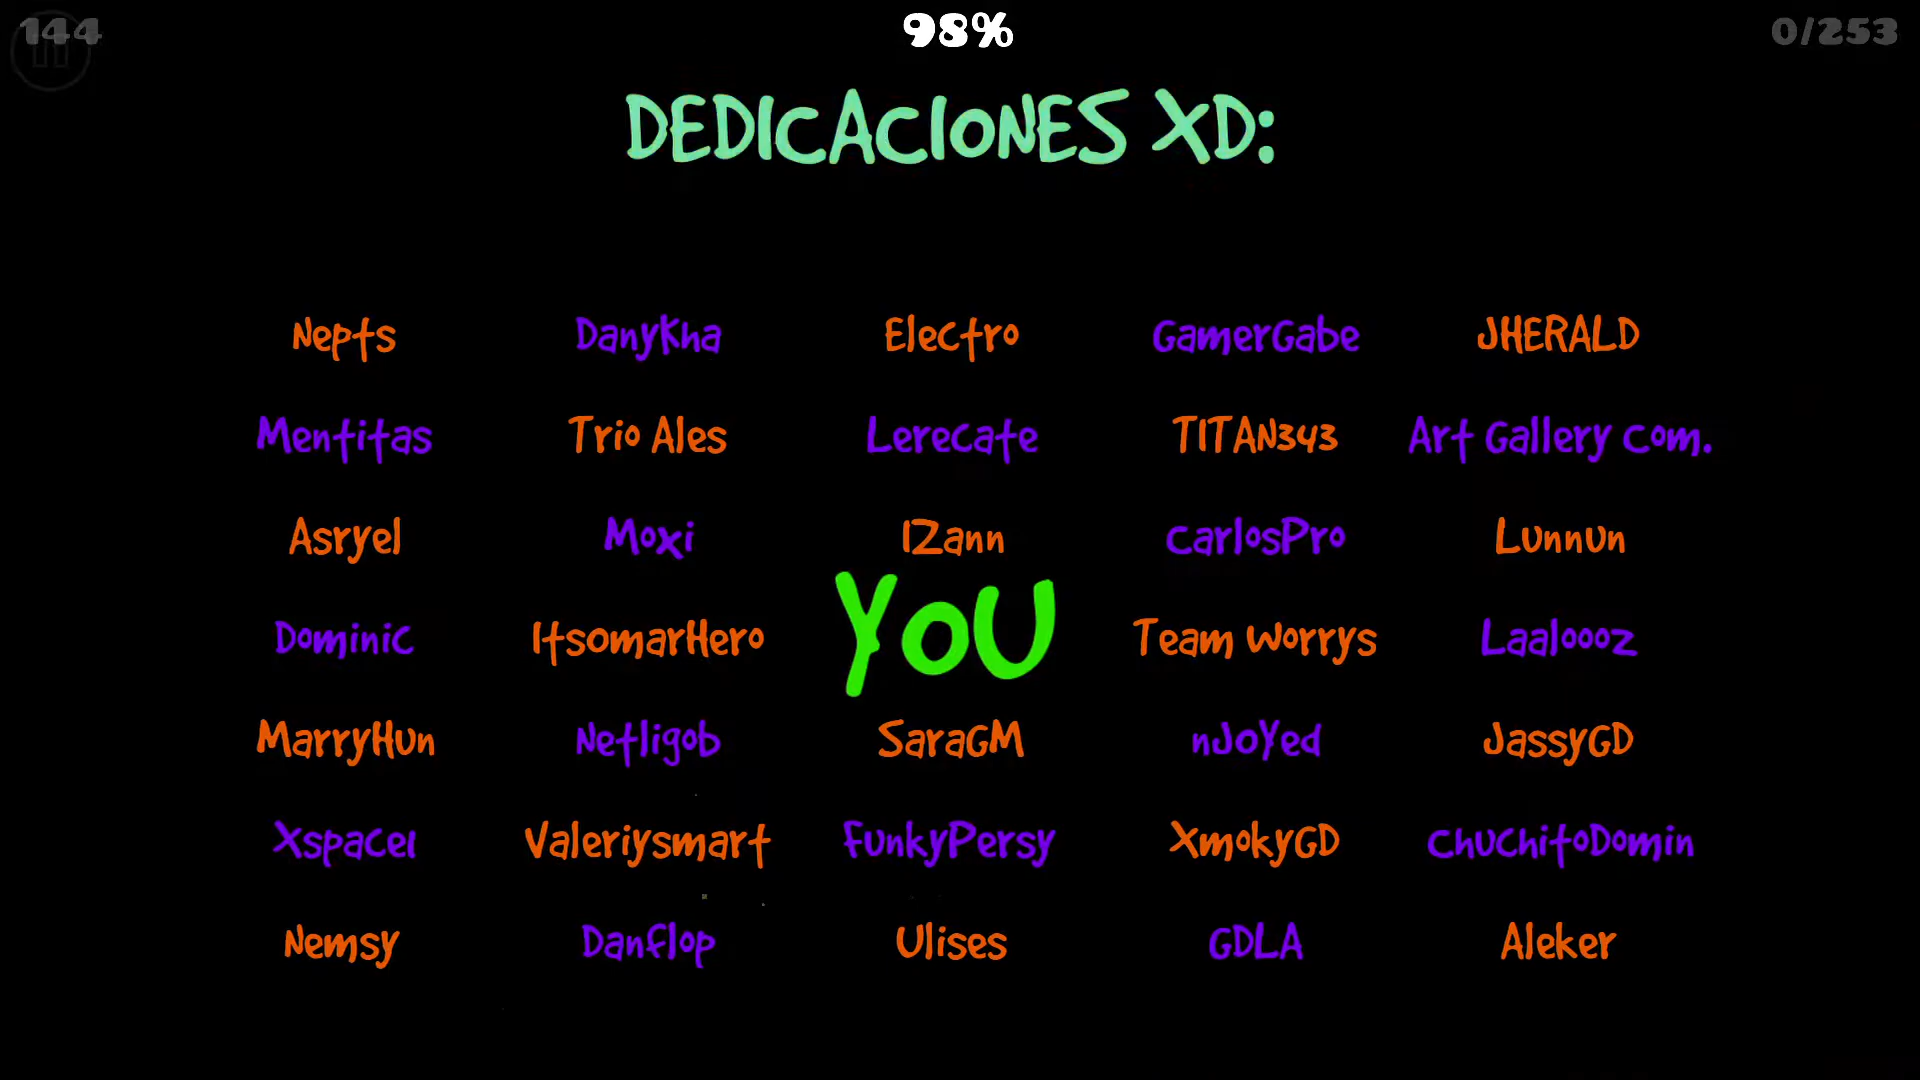 144 98% 0/253
DEDICACIONES XD:
Nepts DanyKha Electro GamerGabe JHERALD
Mentitas Trio Ales LereCate TITAN343 Art Gallery Com.
Asryel Moxi IZann CarlosPro Lunnun
Dominic ItsomarHero YOU Team Worrys Laaloooz
MarryHun Netligob SaraGM nJOYed JassyGD
Xspace1 Valeriysmart FunkyPersy XmokyGD ChuChitoDomin
Nemsy Danflop Ulises GDLA Aleker